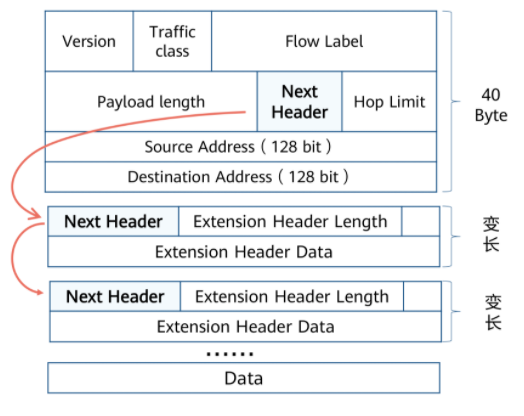 Version Traffic class Flow Label
Payload length Next Header Hop Limit
40 Byte
Source Address ( 128 bit )
Destination Address ( 128 bit )
Next Header Extension Header Length
变长
Extension Header Data
Next Header Extension Header Length
变长
Extension Header Data
······
Data